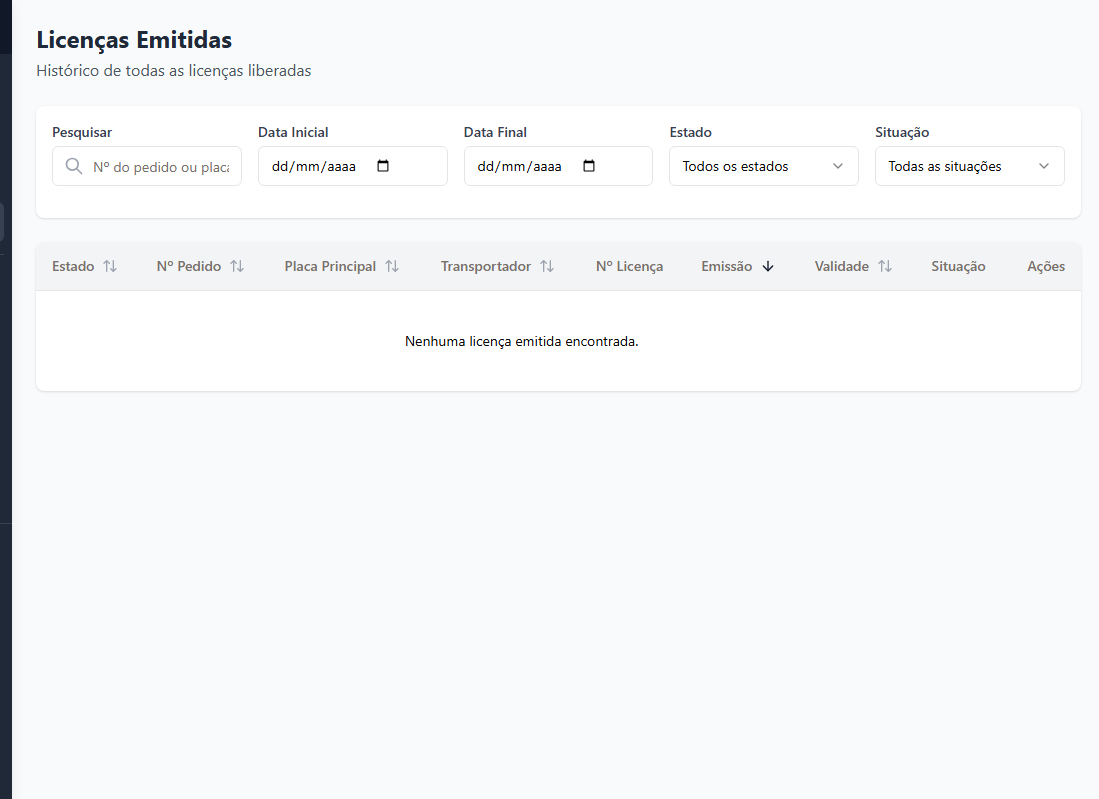 Licenças Emitidas
Histórico de todas as licenças liberadas
Pesquisar Data Inicial Data Final Estado Situação
Nº do pedido ou placa dd/mm/aaaa dd/mm/aaaa Todos os estados Todas as situações
Estado Nº Pedido Placa Principal Transportador Nº Licença Emissão Validade Situação Ações
Nenhuma licença emitida encontrada.